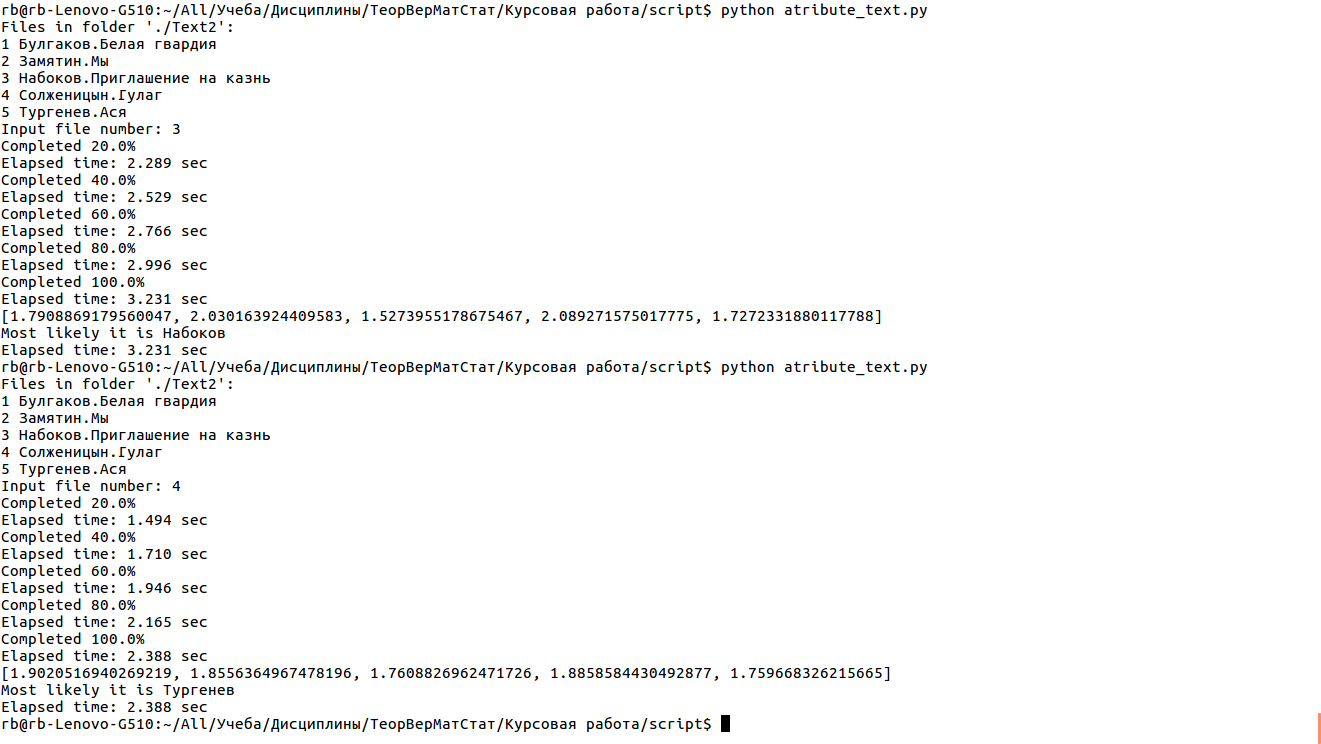 rb@rb-Lenovo-G510:~/All/Учеба/Дисциплины/ТеорВерМатСтат/Курсовая работа/script$ python atribute_text.py
Files in folder './Text2':
1 Булгаков.Белая гвардия
2 Замятин.Мы
3 Набоков.Приглашение на казнь
4 Солженицын.Гулаг
5 Тургенев.Ася
Input file number: 3
Completed 20.0%
Elapsed time: 2.289 sec
Completed 40.0%
Elapsed time: 2.529 sec
Completed 60.0%
Elapsed time: 2.766 sec
Completed 80.0%
Elapsed time: 2.996 sec
Completed 100.0%
Elapsed time: 3.231 sec
[1.7908869179560047, 2.030163924409583, 1.5273955178675467, 2.089271575017775, 1.7272331880117788]
Most likely it is Набоков
Elapsed time: 3.231 sec
rb@rb-Lenovo-G510:~/All/Учеба/Дисциплины/ТеорВерМатСтат/Курсовая работа/script$ python atribute_text.py
Files in folder './Text2':
1 Булгаков.Белая гвардия
2 Замятин.Мы
3 Набоков.Приглашение на казнь
4 Солженицын.Гулаг
5 Тургенев.Ася
Input file number: 4
Completed 20.0%
Elapsed time: 1.494 sec
Completed 40.0%
Elapsed time: 1.710 sec
Completed 60.0%
Elapsed time: 1.946 sec
Completed 80.0%
Elapsed time: 2.165 sec
Completed 100.0%
Elapsed time: 2.388 sec
[1.9020516940269219, 1.8556364967478196, 1.7608826962471726, 1.8858584430492877, 1.759668326215665]
Most likely it is Тургенев
Elapsed time: 2.388 sec
rb@rb-Lenovo-G510:~/All/Учеба/Дисциплины/ТеорВерМатСтат/Курсовая работа/script$